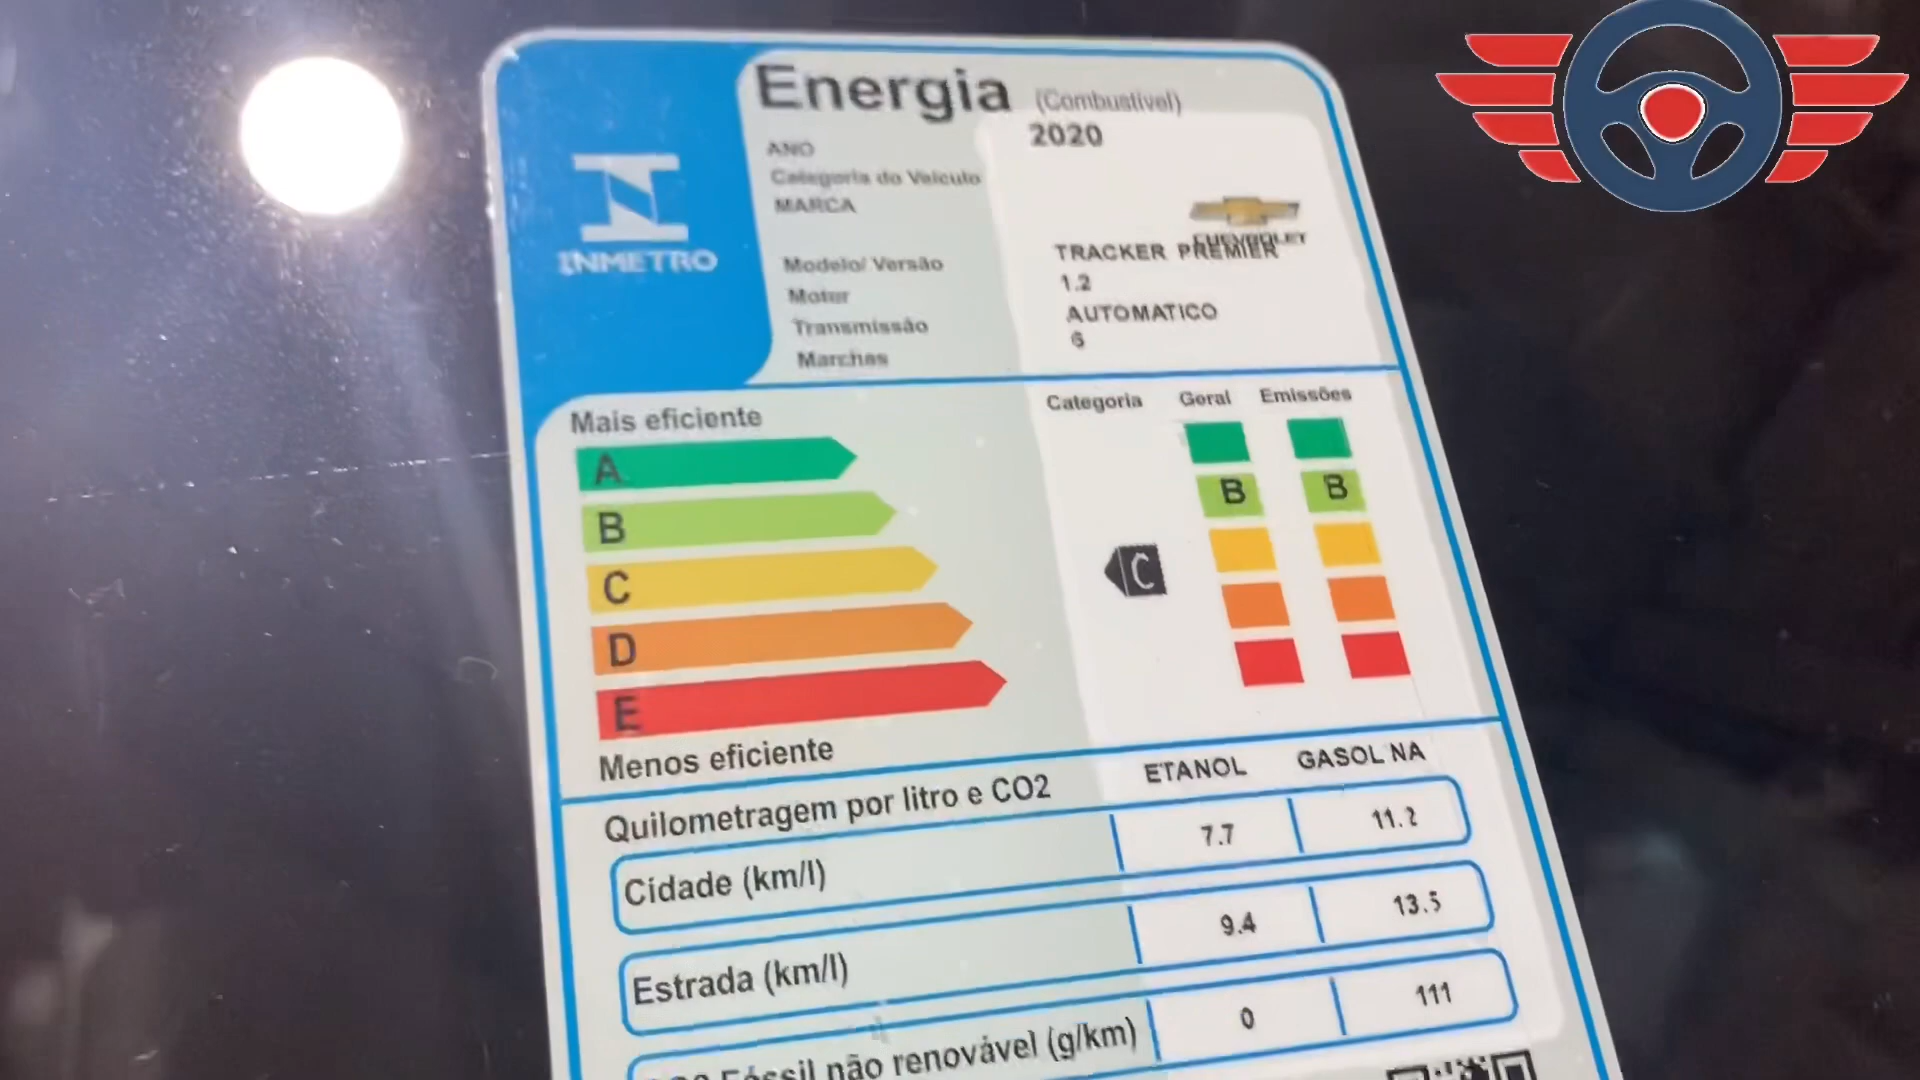 Energia (Combustível)
ANO 2020
Categoria do Veículo
MARCA
CHEVROLET
Modelo/ Versão TRACKER PREMIER
Motor 1.2
Transmissão AUTOMATICO
Marchas 6
INMETRO
Mais eficiente
Categoria Geral Emissões
A
B B B
C C
D
E
Menos eficiente
Quilometragem por litro e CO2 ETANOL GASOL NA
Cidade (km/l) 7.7 11.2
Estrada (km/l) 9.4 13.5
Fóssil não renovável (g/km) 0 111